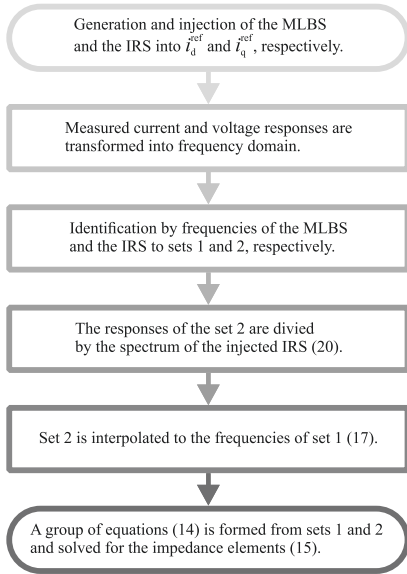 Generation and injection of the MLBS
and the IRS into i_d^ref and i_q^ref, respectively.
Measured current and voltage responses are
transformed into frequency domain.
Identification by frequencies of the MLBS
and the IRS to sets 1 and 2, respectively.
The responses of the set 2 are divied
by the spectrum of the injected IRS (20).
Set 2 is interpolated to the frequencies of set 1 (17).
A group of equations (14) is formed from sets 1 and 2
and solved for the impedance elements (15).